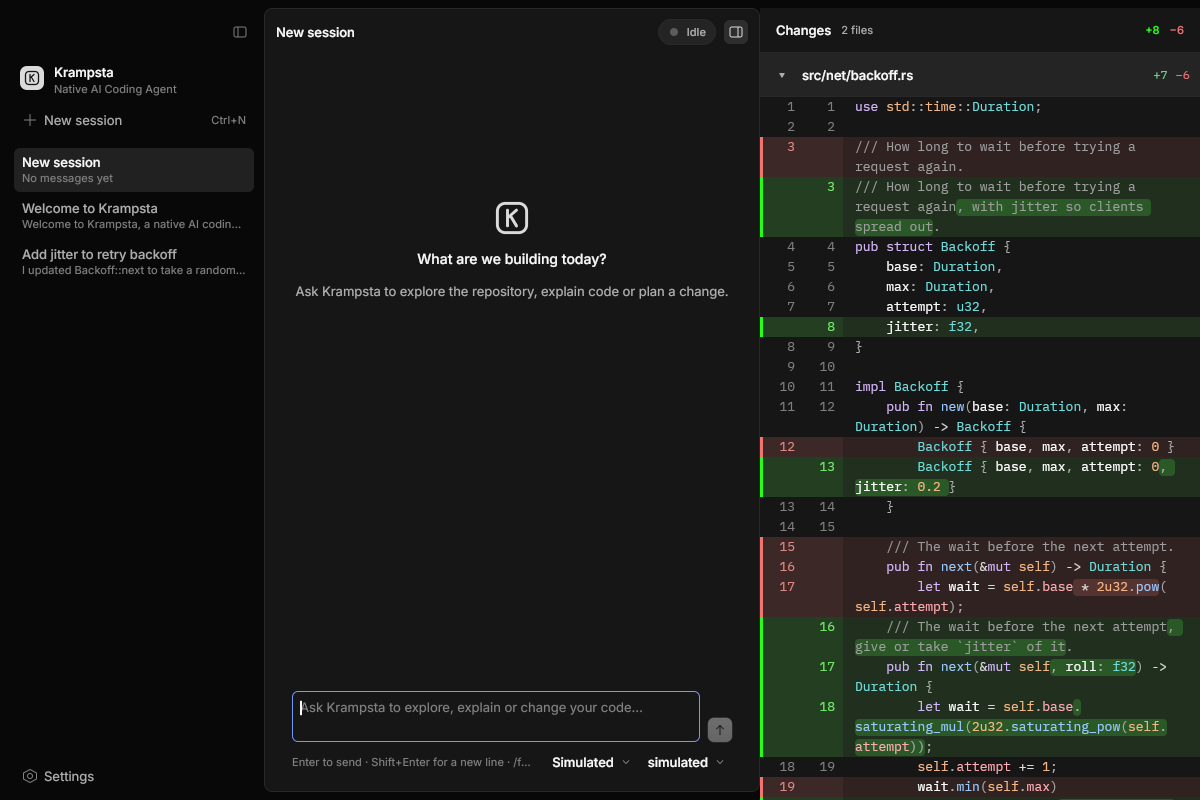 New session
Idle
Changes 2 files
+8 −6
K
Krampsta
Native AI Coding Agent
New session Ctrl+N
New session
No messages yet
Welcome to Krampsta
Welcome to Krampsta, a native AI codin...
Add jitter to retry backoff
I updated Backoff::next to take a random...
Settings
K
What are we building today?
Ask Krampsta to explore the repository, explain code or plan a change.
Ask Krampsta to explore, explain or change your code...
Enter to send · Shift+Enter for a new line · /f...
Simulated
simulated
src/net/backoff.rs
+7 −6
1 1 use std::time::Duration;
2 2
3 /// How long to wait before trying a
request again.
3 /// How long to wait before trying a
request again, with jitter so clients
spread out.
4 4 pub struct Backoff {
5 5 base: Duration,
6 6 max: Duration,
7 7 attempt: u32,
8 jitter: f32,
8 9 }
9 10
10 11 impl Backoff {
11 12 pub fn new(base: Duration, max:
Duration) -> Backoff {
12 Backoff { base, max, attempt: 0 }
13 Backoff { base, max, attempt: 0,
jitter: 0.2 }
13 14 }
14 15
15 /// The wait before the next attempt.
16 pub fn next(&mut self) -> Duration {
17 let wait = self.base * 2u32.pow(
self.attempt);
16 /// The wait before the next attempt,
give or take `jitter` of it.
17 pub fn next(&mut self, roll: f32) ->
Duration {
18 let wait = self.base.
saturating_mul(2u32.saturating_pow(self.
attempt));
18 19 self.attempt += 1;
19 wait.min(self.max)